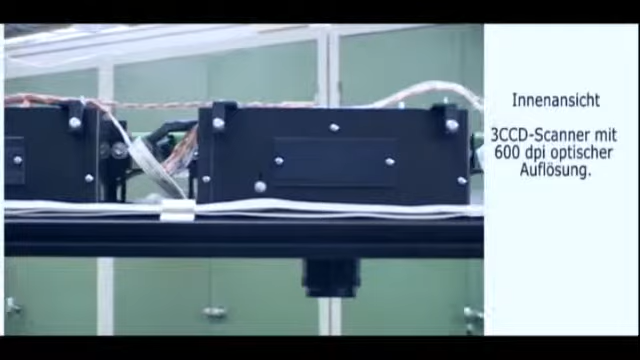 Innenansicht
3CCD-Scanner mit
600 dpi optischer
Auflösung.